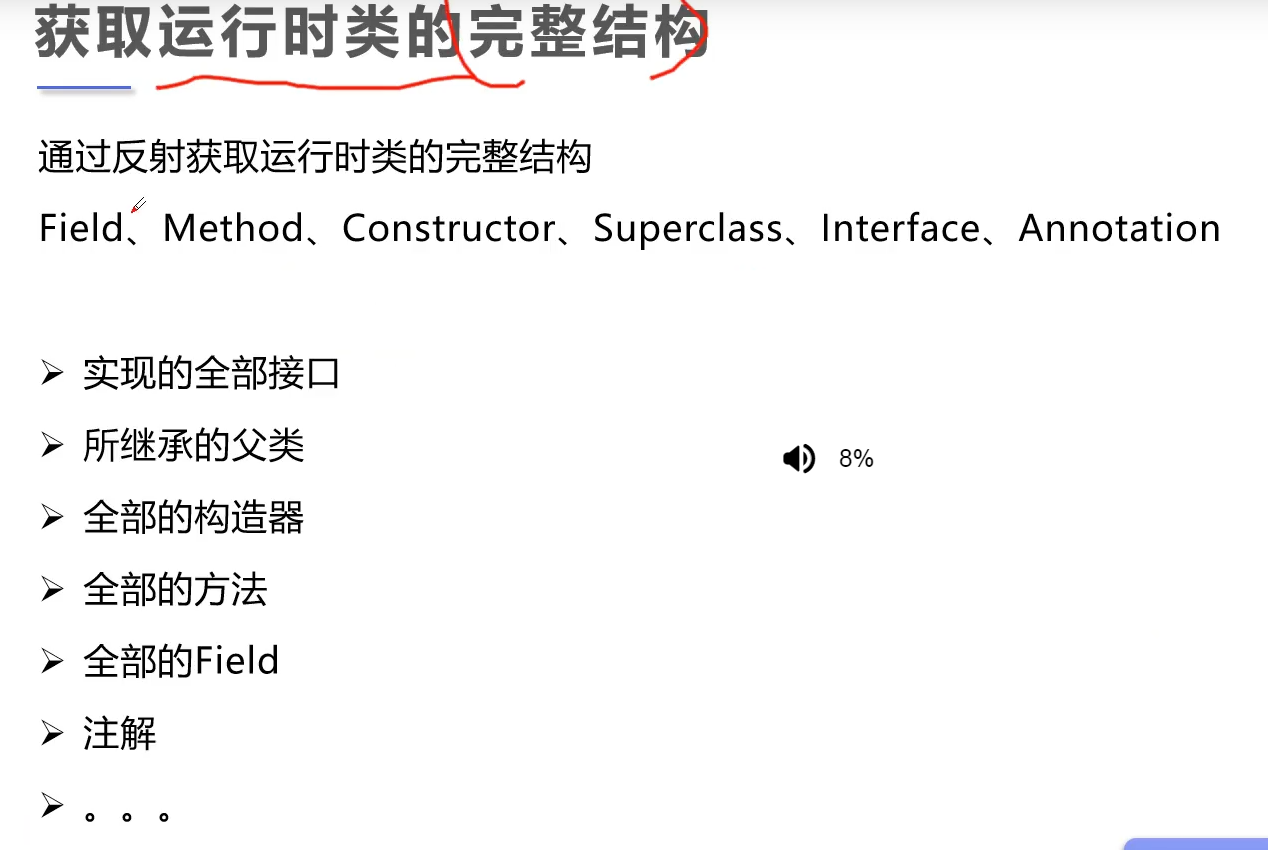 获取运行时类的完整结构
通过反射获取运行时类的完整结构
Field、Method、Constructor、Superclass、Interface、Annotation
➢ 实现的全部接口
➢ 所继承的父类
8%
➢ 全部的构造器
➢ 全部的方法
➢ 全部的Field
➢ 注解
➢ 。。。